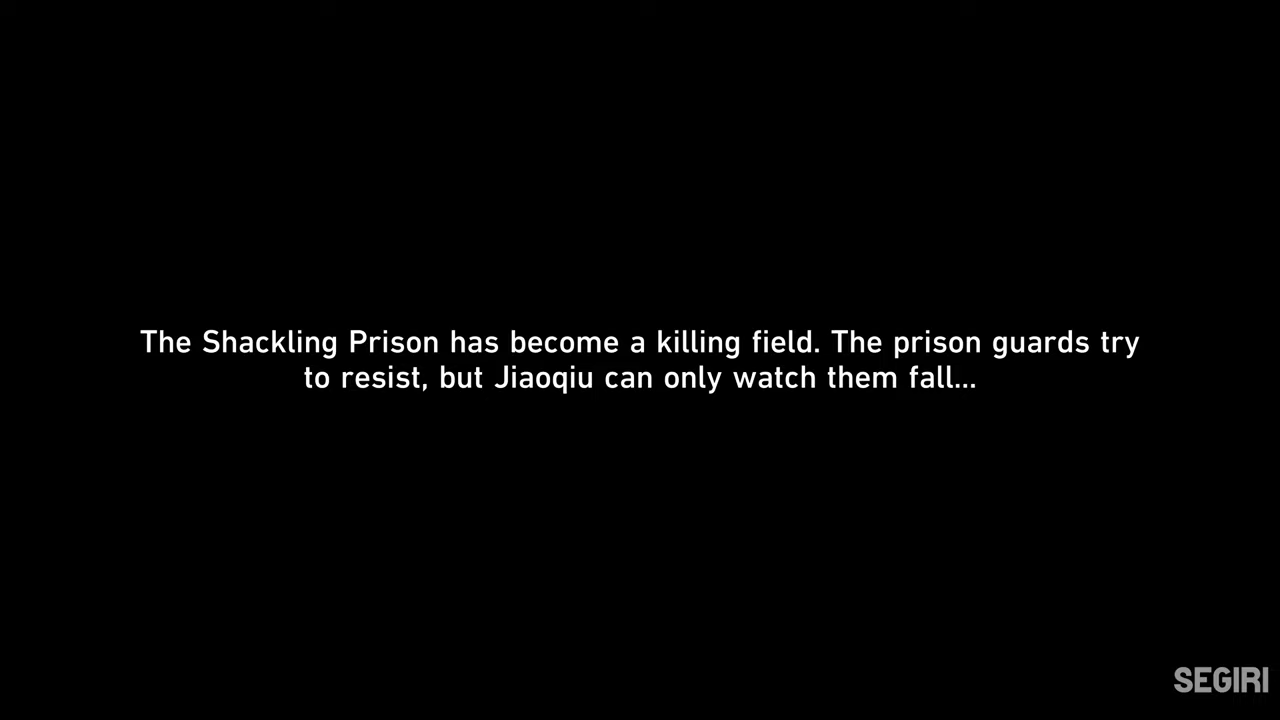 The Shackling Prison has become a killing field. The prison guards try
to resist, but Jiaoqiu can only watch them fall...
SEGIRI